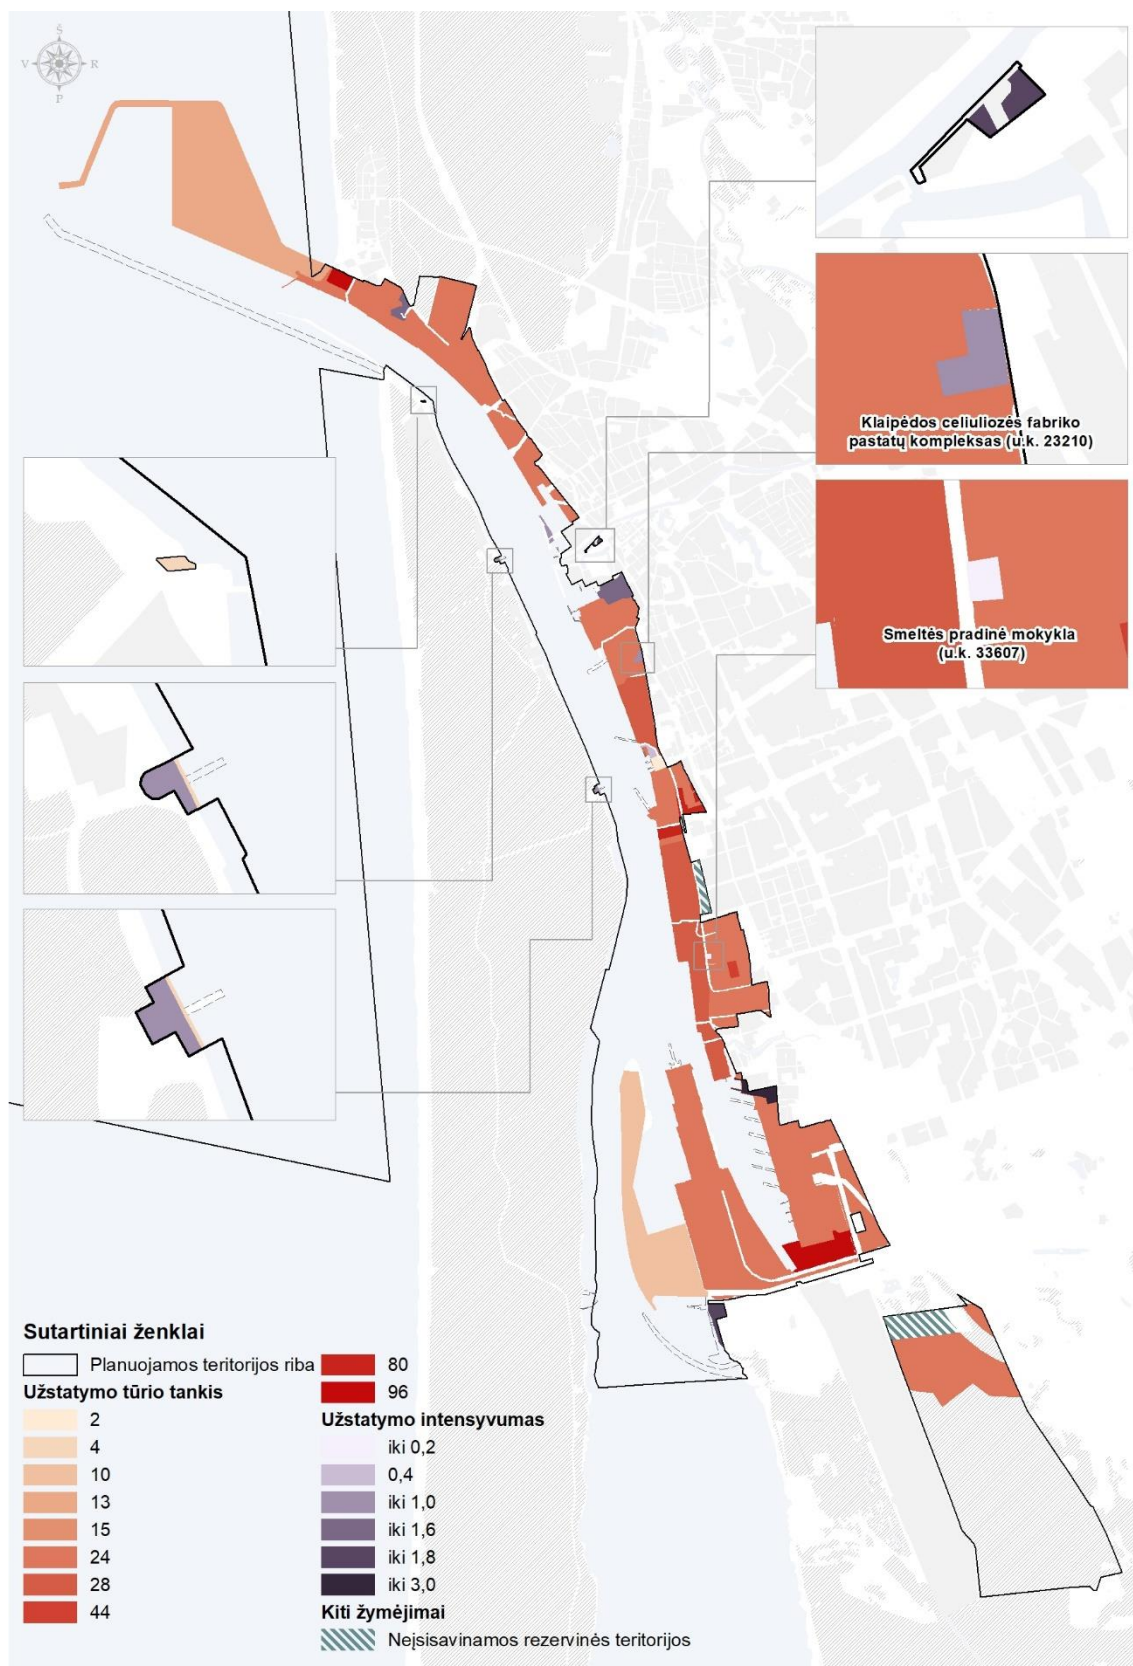 Š
V
R
P
Klaipėdos celiuliozės fabriko
pastatų kompleksas (u.k. 23210)
Smeltės pradinė mokykla
(u.k. 33607)
Sutartiniai ženklai
Planuojamos teritorijos riba
Užstatymo tūrio tankis
2
4
10
13
15
24
28
44
80
96
Užstatymo intensyvumas
iki 0,2
0,4
iki 1,0
iki 1,6
iki 1,8
iki 3,0
Kiti žymėjimai
Neįsisavinamos rezervinės teritorijos